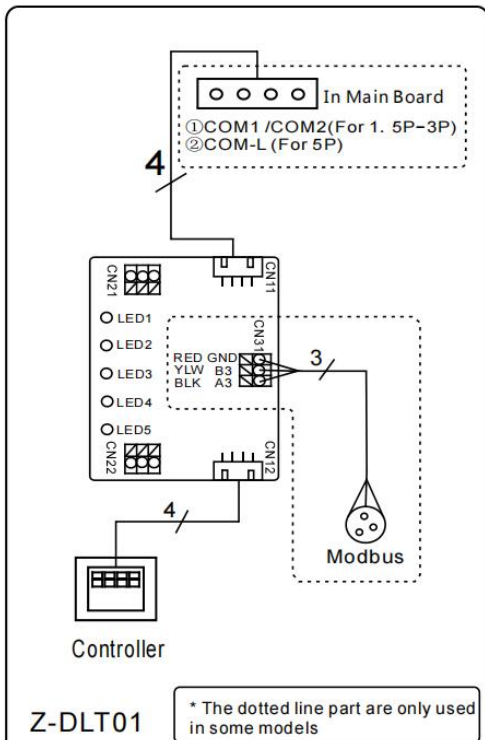 In Main Board
①COM1 /COM2(For 1. 5P-3P)
②COM-L (For 5P)
4
CN21
CN11
LED1
LED2
LED3
LED4
LED5
CN31
RED GND
YLW B3
BLK A3
3
CN22
CN12
4
Modbus
Controller
Z-DLT01
* The dotted line part are only used
in some models